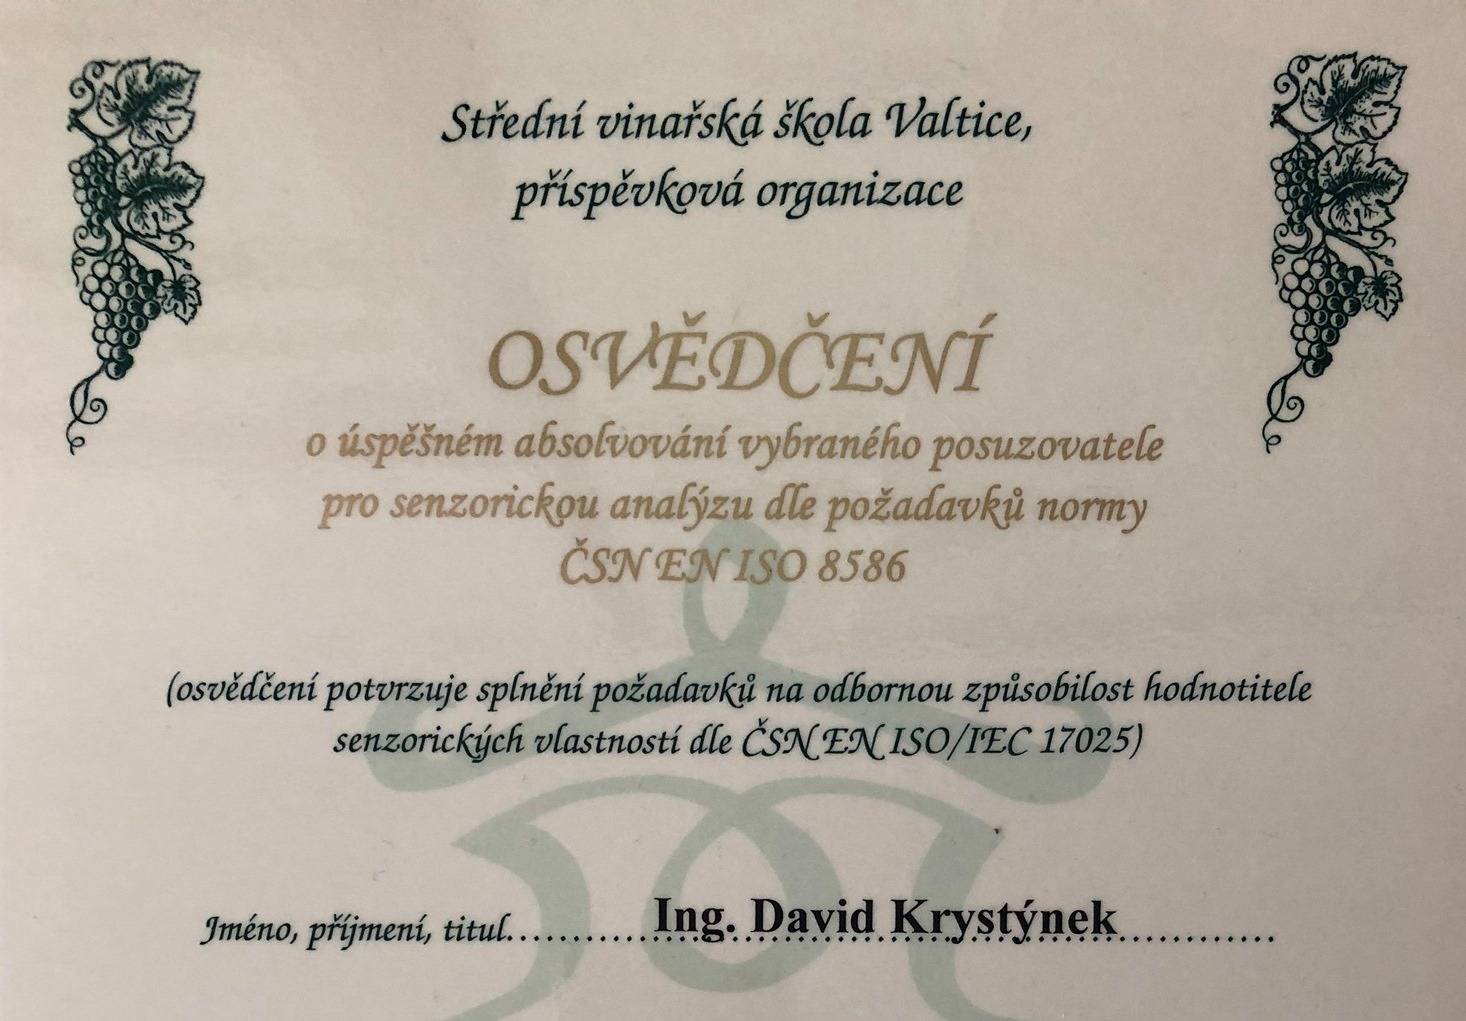 Střední vinařská škola Valtice,
příspěvková organizace
OSVĚDČENÍ
o úspěšném absolvování vybraného posuzovatele
pro senzorickou analýzu dle požadavků normy
ČSN EN ISO 8586
(osvědčení potvrzuje splnění požadavků na odbornou způsobilost hodnotitele
senzorických vlastností dle ČSN EN ISO/IEC 17025)
Jméno, příjmení, titul..............Ing. David Krystýnek..............